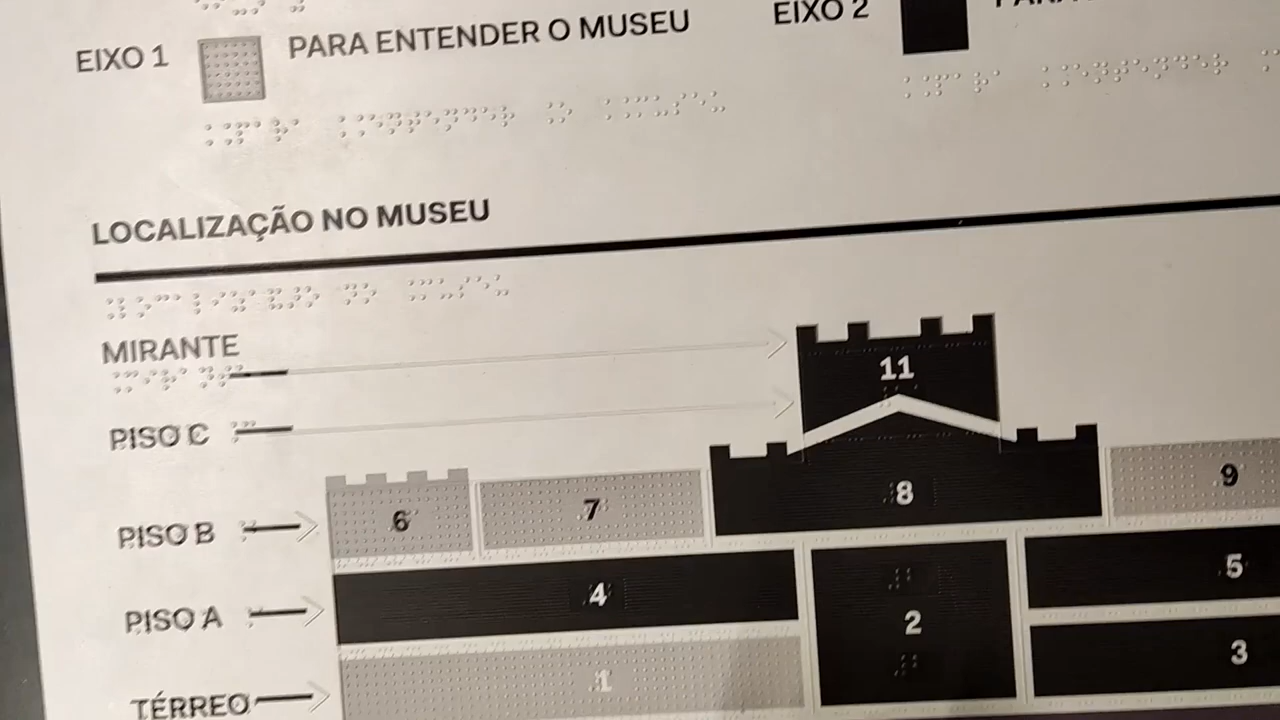 EIXO 1 PARA ENTENDER O MUSEU
EIXO 2
LOCALIZAÇÃO NO MUSEU
MIRANTE
11
PISO C
8
9
PISO B
6
7
PISO A
4
2
5
3
TÉRREO
1